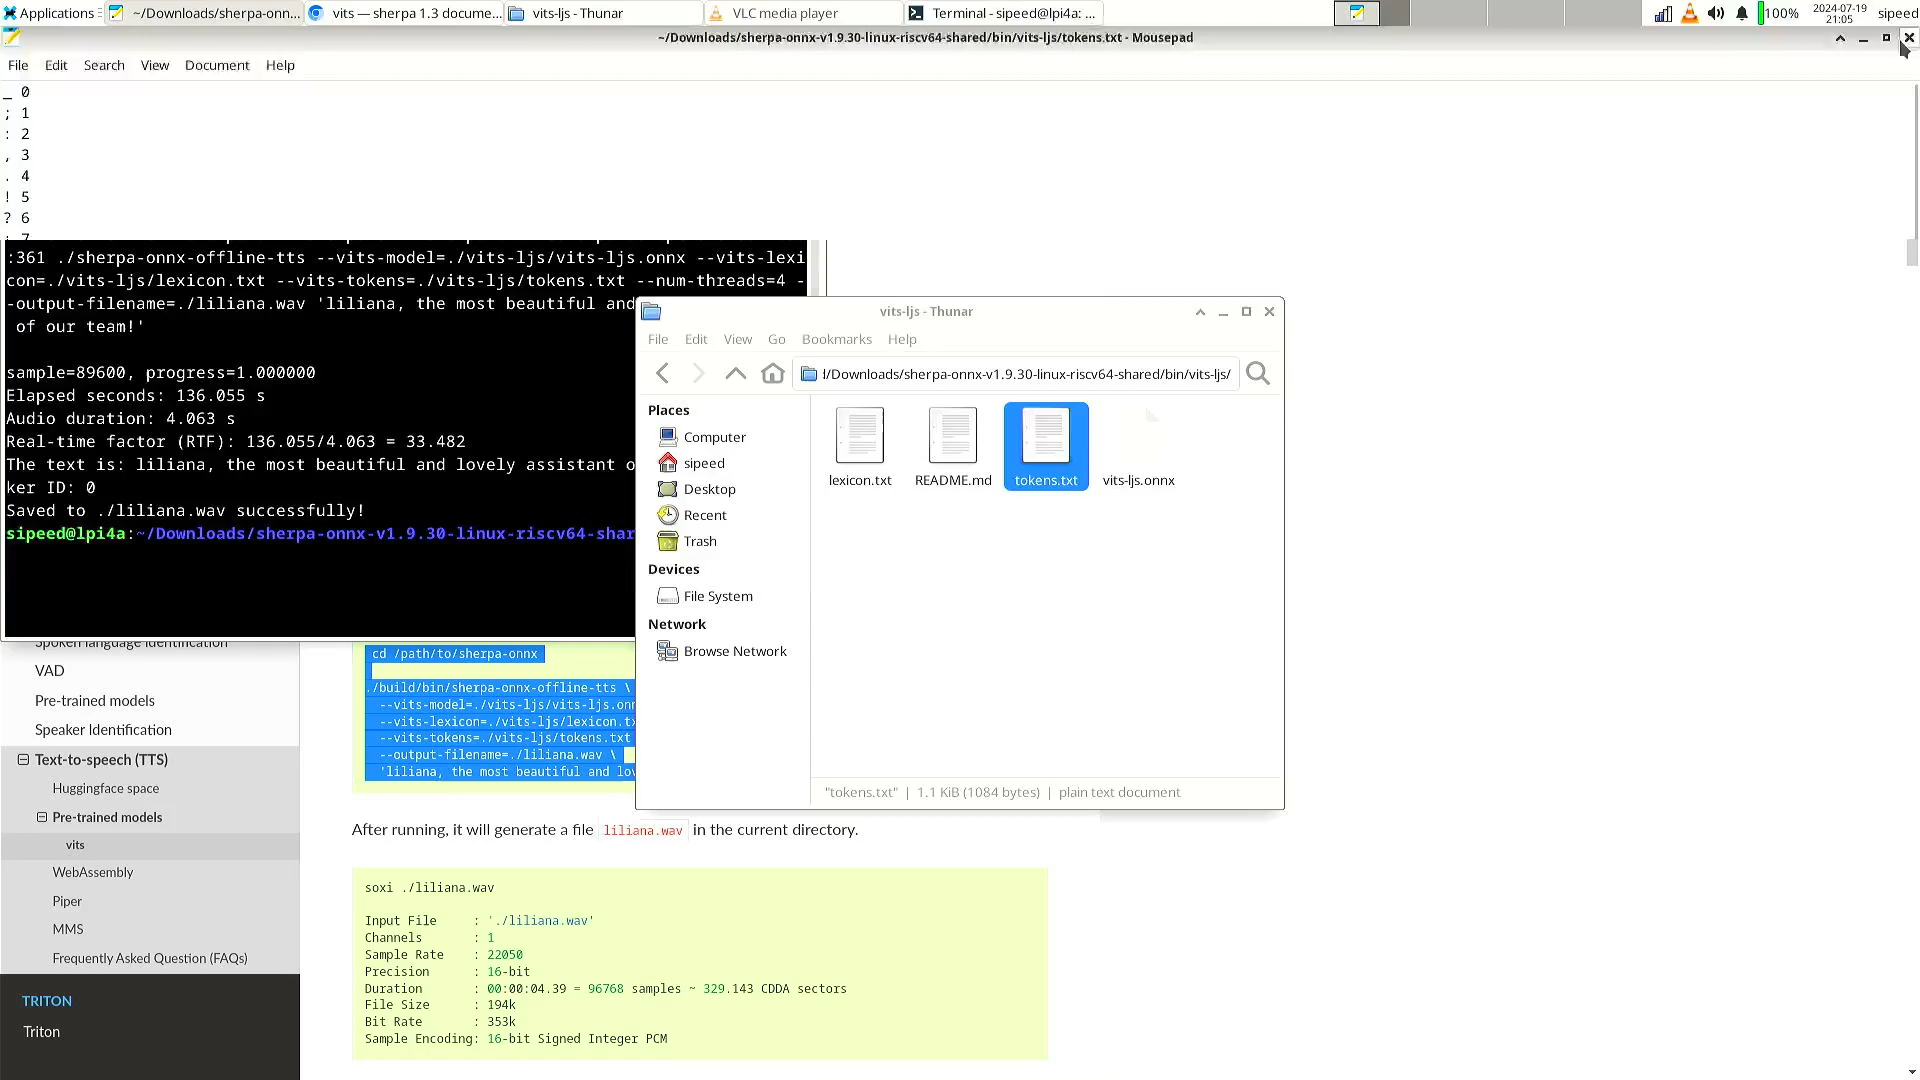 Applications
~/Downloads/sherpa-onn...
vits — sherpa 1.3 docume...
vits-ljs - Thunar
VLC media player
Terminal - sipeed@lpi4a: ...
100%
2024-07-19
21:05
sipeed
~/Downloads/sherpa-onnx-v1.9.30-linux-riscv64-shared/bin/vits-ljs/tokens.txt - Mousepad
File Edit Search View Document Help
_ 0
; 1
: 2
, 3
. 4
! 5
? 6
:361 ./sherpa-onnx-offline-tts --vits-model=./vits-ljs/vits-ljs.onnx --vits-lexi
con=./vits-ljs/lexicon.txt --vits-tokens=./vits-ljs/tokens.txt --num-threads=4 -
-output-filename=./liliana.wav 'liliana, the most beautiful and
of our team!'
sample=89600, progress=1.000000
Elapsed seconds: 136.055 s
Audio duration: 4.063 s
Real-time factor (RTF): 136.055/4.063 = 33.482
The text is: liliana, the most beautiful and lovely assistant o
ker ID: 0
Saved to ./liliana.wav successfully!
sipeed@lpi4a:~/Downloads/sherpa-onnx-v1.9.30-linux-riscv64-shar
vits-ljs - Thunar
File Edit View Go Bookmarks Help
l/Downloads/sherpa-onnx-v1.9.30-linux-riscv64-shared/bin/vits-ljs/
Places
Computer
sipeed
Desktop
Recent
Trash
Devices
File System
Network
Browse Network
lexicon.txt
README.md
tokens.txt
vits-ljs.onnx
"tokens.txt" | 1.1 KiB (1084 bytes) | plain text document
Spoken language identification
VAD
Pre-trained models
Speaker Identification
Text-to-speech (TTS)
Huggingface space
Pre-trained models
vits
WebAssembly
Piper
MMS
Frequently Asked Question (FAQs)
TRITON
Triton
cd /path/to/sherpa-onnx
./build/bin/sherpa-onnx-offline-tts \
--vits-model=./vits-ljs/vits-ljs.onn
--vits-lexicon=./vits-ljs/lexicon.tx
--vits-tokens=./vits-ljs/tokens.txt
--output-filename=./liliana.wav \
'liliana, the most beautiful and lov
After running, it will generate a file liliana.wav in the current directory.
soxi ./liliana.wav
Input File : './liliana.wav'
Channels : 1
Sample Rate : 22050
Precision : 16-bit
Duration : 00:00:04.39 = 96768 samples ~ 329.143 CDDA sectors
File Size : 194k
Bit Rate : 353k
Sample Encoding: 16-bit Signed Integer PCM